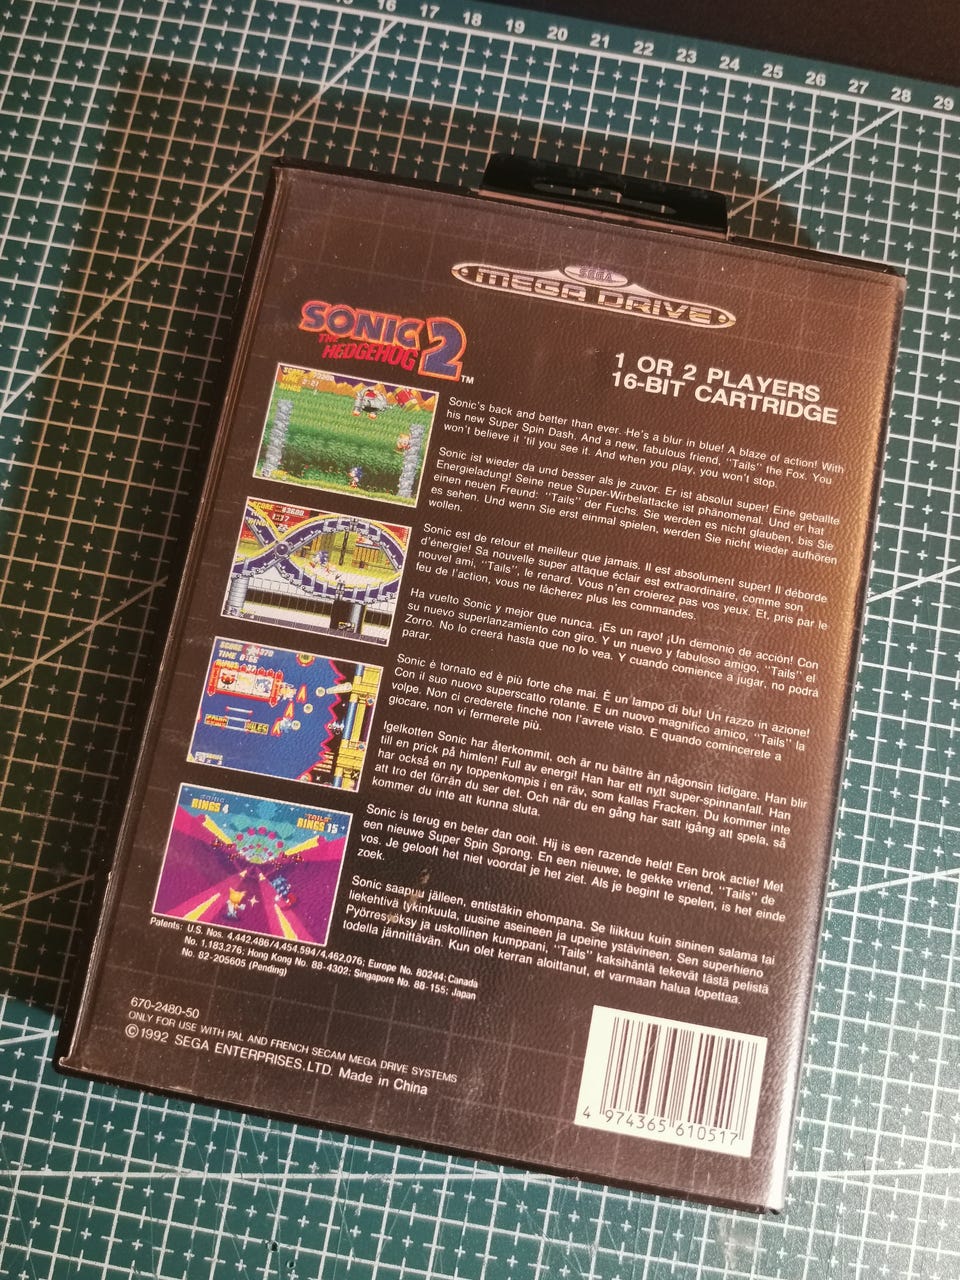 16 17 18 19 20 21 22 23 24 25 26 27 28 29
SEGA
MEGA DRIVE
SONIC
THE
HEDGEHOG 2 ™
1 OR 2 PLAYERS
16-BIT CARTRIDGE
Sonic's back and better than ever. He's a blur in blue! A blaze of action! With
his new Super Spin Dash. And a new, fabulous friend, "Tails" the Fox. You
won't believe it 'til you see it. And when you play, you won't stop.
Sonic ist wieder da und besser als je zuvor. Er ist absolut super! Eine geballte
Energieladung! Seine neue Super-Wirbelattacke ist phänomenal. Und er hat
einen neuen Freund: "Tails" der Fuchs. Sie werden es nicht glauben, bis Sie
es sehen. Und wenn Sie erst einmal spielen, werden Sie nicht wieder aufhören
wollen.
Sonic est de retour et meilleur que jamais. Il est absolument super! Il déborde
d'énergie! Sa nouvelle super attaque éclair est extraordinaire, comme son
nouvel ami, "Tails", le renard. Vous n'en croirez pas vos yeux. Et, pris par le
feu de l'action, vous ne lâcherez plus les commandes.
Ha vuelto Sonic y mejor que nunca. ¡Es un rayo! ¡Un demonio de acción! Con
su nuevo superlanzamiento con giro. Y un nuevo y fabuloso amigo, "Tails" el
Zorro. No lo creerá hasta que no lo vea. Y cuando comience a jugar, no podrá
parar.
Sonic è tornato ed è più forte che mai. È un lampo di blu! Un razzo in azione!
Con il suo nuovo superscatto rotante. E un nuovo magnifico amico, "Tails" la
volpe. Non ci crederete finché non l'avrete visto. E quando comincerete a
giocare, non vi fermerete più.
Igelkotten Sonic har återkommit, och är nu bättre än någonsin tidigare. Han blir
till en prick på himlen! Full av energi! Han har ett nytt super-spinnanfall. Han
har också en ny toppenkompis i en räv, som kallas Fracken. Du kommer inte
att tro det förrän du ser det. Och när du en gång har satt igång att spela, så
kommer du inte att kunna sluta.
Sonic is terug en beter dan ooit. Hij is een razende held! Een brok actie! Met
een nieuwe Super Spin Sprong. En een nieuwe, te gekke vriend, "Tails" de
vos. Je gelooft het niet voordat je het ziet. Als je begint te spelen, is het einde
zoek.
Sonic saapuu jälleen, entistäkin ehompana. Se liikkuu kuin sininen salama tai
liekehtivä tykinkuula, uusine aseineen ja upeine ystävineen. Sen superhieno
Pyörresyöksy ja uskollinen kumppani, "Tails" kaksihäntä tekevät tästä pelistä
todella jännittävän. Kun olet kerran aloittanut, et varmaan halua lopettaa.
SONIC
RINGS 4
TAILS
RINGS 15
Patents: U.S. Nos. 4,442,486/4,454,594/4,462,076; Europe No. 80244; Canada
No. 1,183,276; Hong Kong No. 88-4302; Singapore No. 88-155; Japan
No. 82-205605 (Pending)
670-2480-50
ONLY FOR USE WITH PAL AND FRENCH SECAM MEGA DRIVE SYSTEMS
©1992 SEGA ENTERPRISES.LTD. Made in China
4 974365 610517